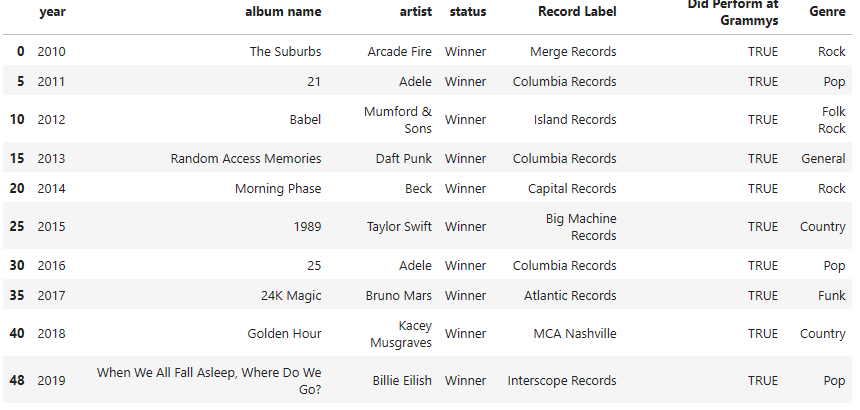 year album name artist status Record Label Did Perform at Grammys Genre
0 2010 The Suburbs Arcade Fire Winner Merge Records TRUE Rock
5 2011 21 Adele Winner Columbia Records TRUE Pop
10 2012 Babel Mumford & Sons Winner Island Records TRUE Folk Rock
15 2013 Random Access Memories Daft Punk Winner Columbia Records TRUE General
20 2014 Morning Phase Beck Winner Capital Records TRUE Rock
25 2015 1989 Taylor Swift Winner Big Machine Records TRUE Country
30 2016 25 Adele Winner Columbia Records TRUE Pop
35 2017 24K Magic Bruno Mars Winner Atlantic Records TRUE Funk
40 2018 Golden Hour Kacey Musgraves Winner MCA Nashville TRUE Country
48 2019 When We All Fall Asleep, Where Do We Go? Billie Eilish Winner Interscope Records TRUE Pop